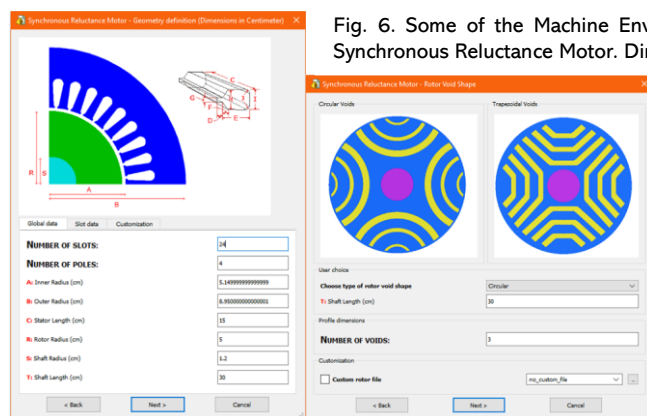 Synchronous Reluctance Motor - Geometry definition (Dimensions in Centimeter)
C
G
F
D
E
I
R
S
A
B
Global data
Slot data
Customization
NUMBER OF SLOTS:
24
NUMBER OF POLES:
4
A: Inner Radius (cm)
5.149999999999999
B: Outer Radius (cm)
8.950000000000001
C: Stator Length (cm)
15
R: Rotor Radius (cm)
5
S: Shaft Radius (cm)
1.2
T: Shaft Length (cm)
30
< Back
Next >
Cancel
Fig. 6. Some of the Machine Env
Synchronous Reluctance Motor. Di
Synchronous Reluctance Motor - Rotor Void Shape
Circular Voids
Trapezoidal Voids
User choice
Choose type of rotor void shape
Circular
T: Shaft Length (cm)
30
Profile dimensions
NUMBER OF VOIDS:
3
Customization
Custom rotor file
no_custom_file
...
< Back
Next >
Cancel